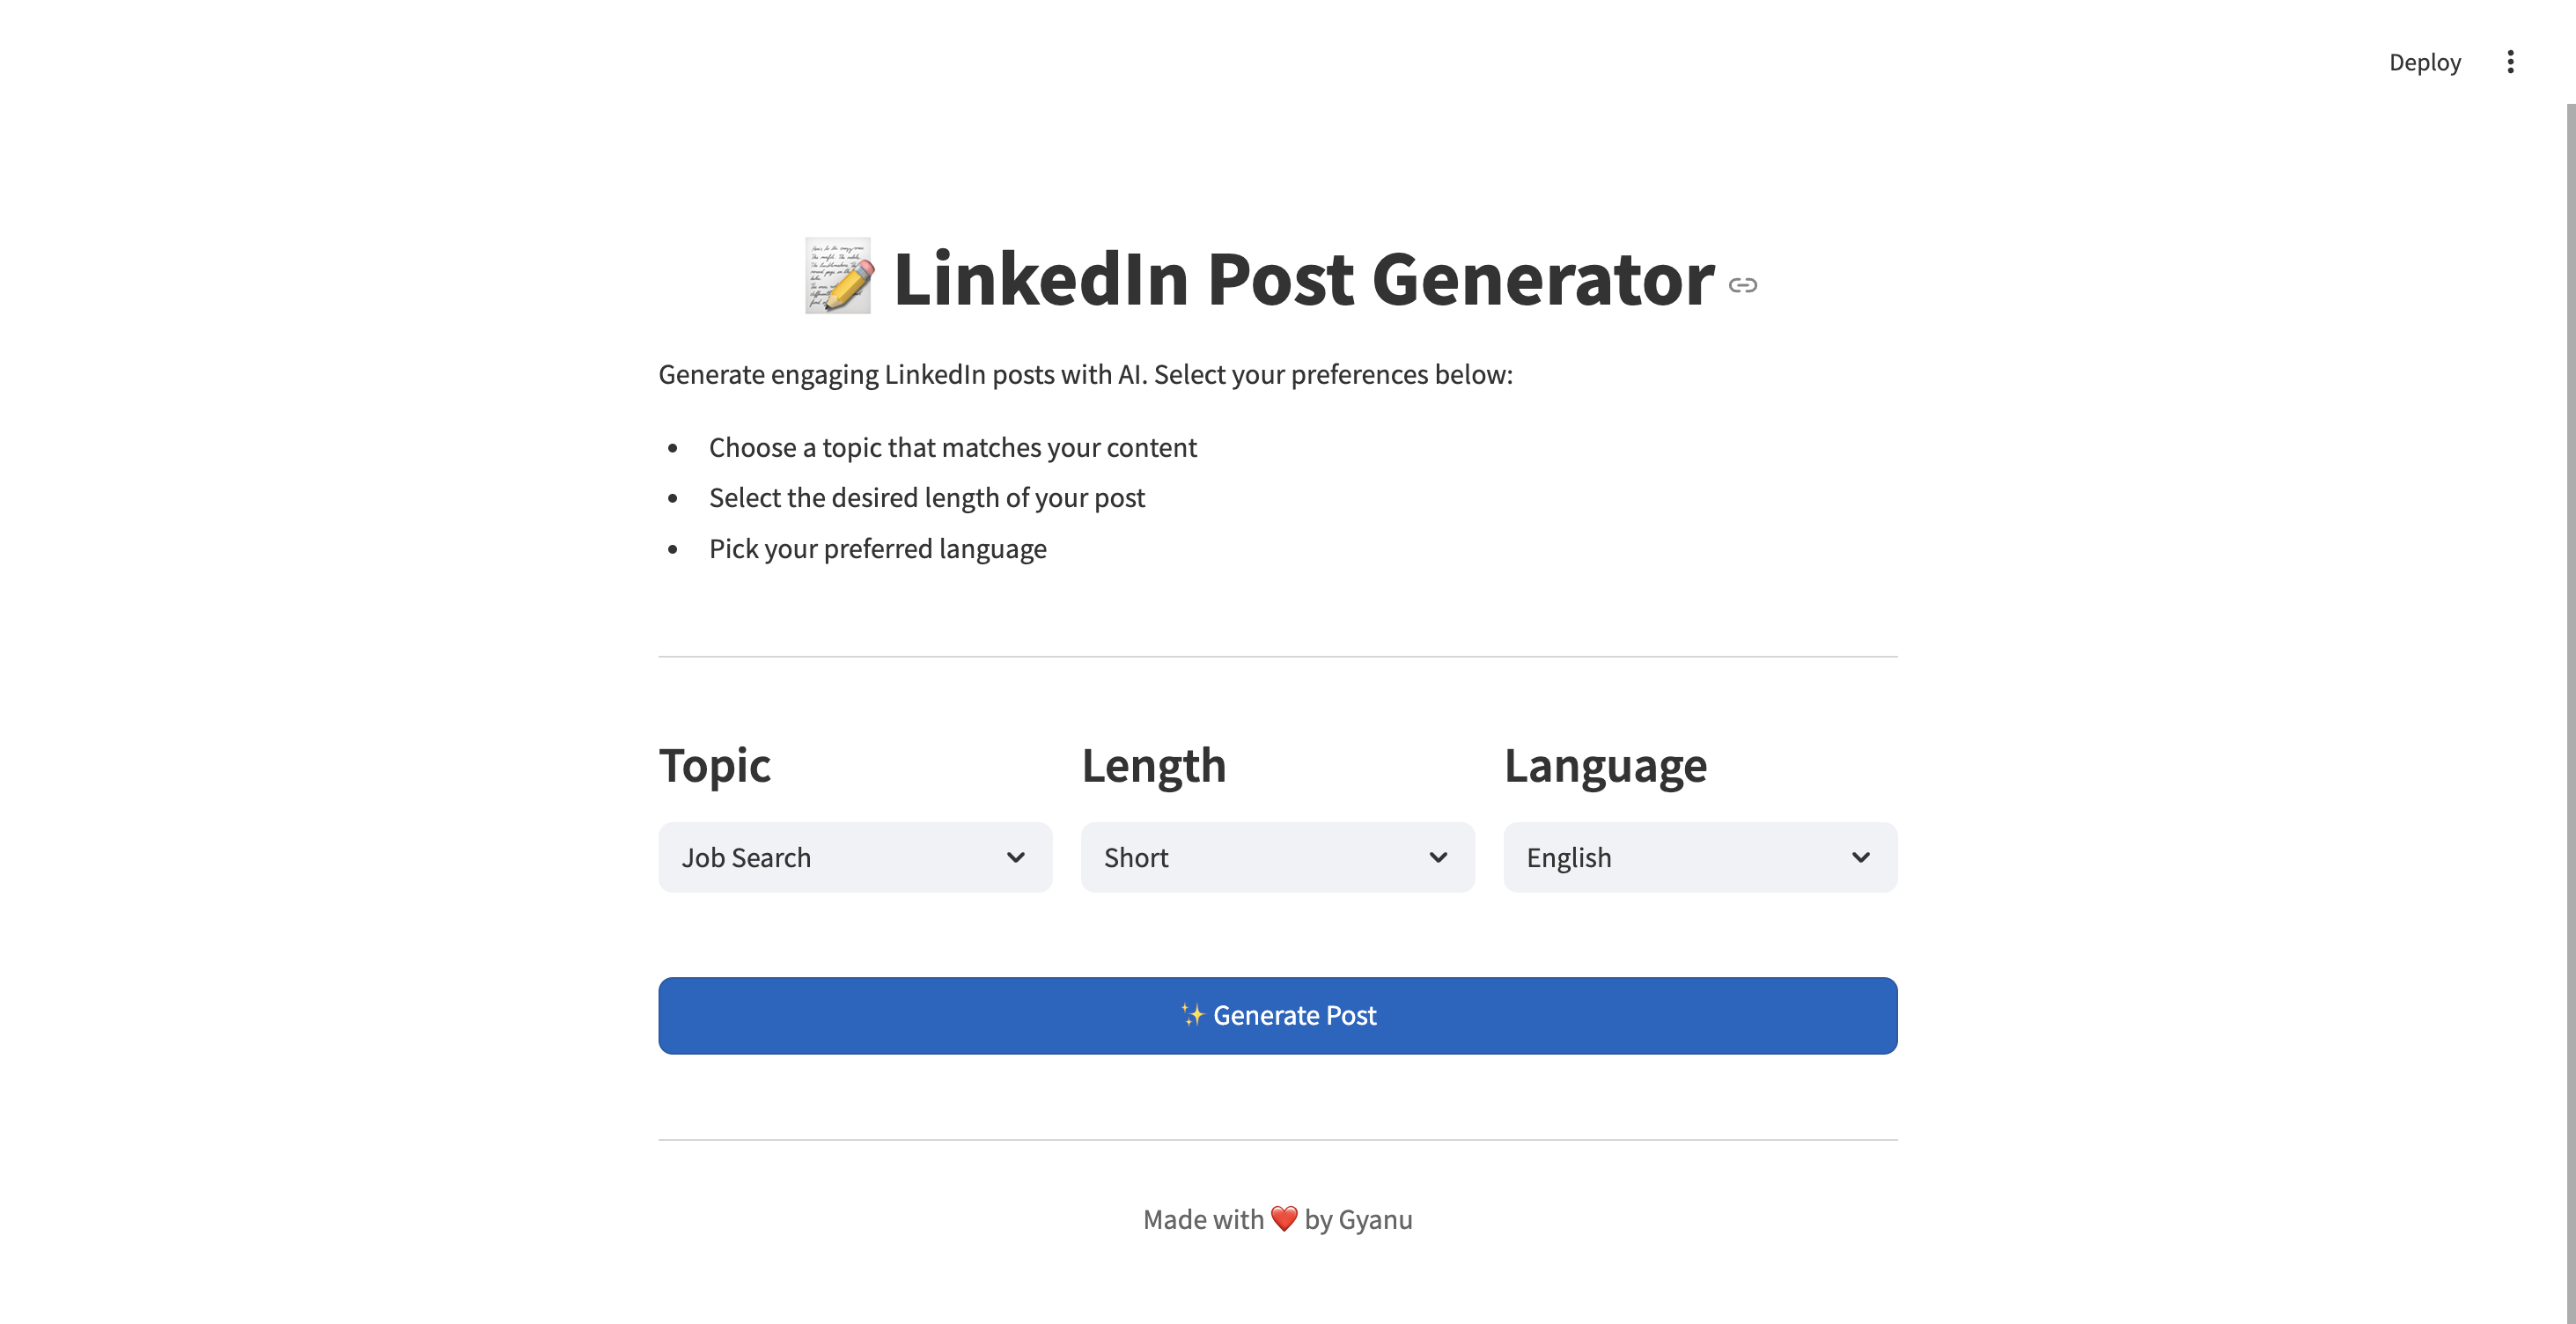 Deploy
LinkedIn Post Generator
Generate engaging LinkedIn posts with AI. Select your preferences below:
• Choose a topic that matches your content
• Select the desired length of your post
• Pick your preferred language
Topic
Length
Language
Job Search
Short
English
✨ Generate Post
Made with ❤️ by Gyanu